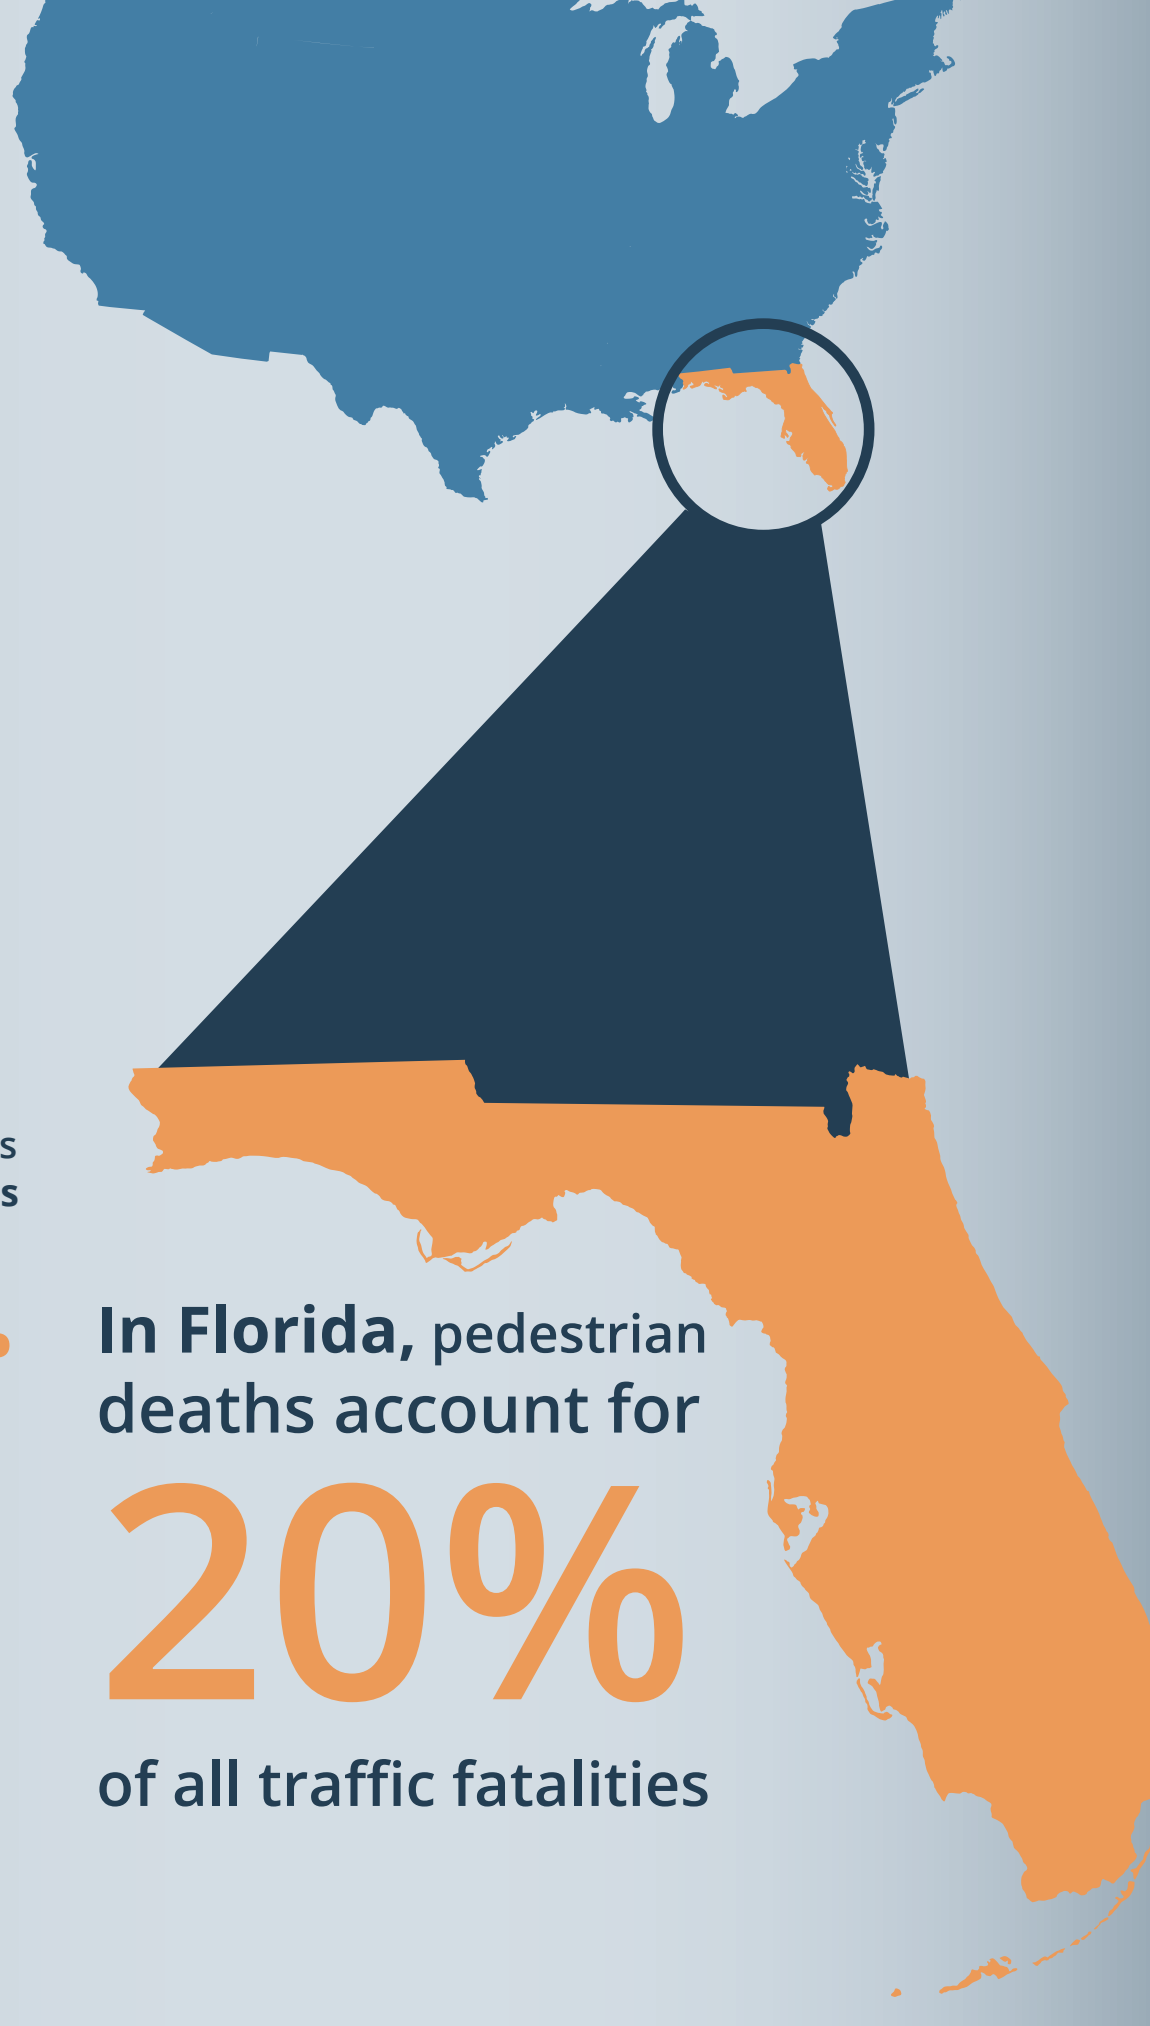 s
s
In Florida, pedestrian
deaths account for
20%
of all traffic fatalities